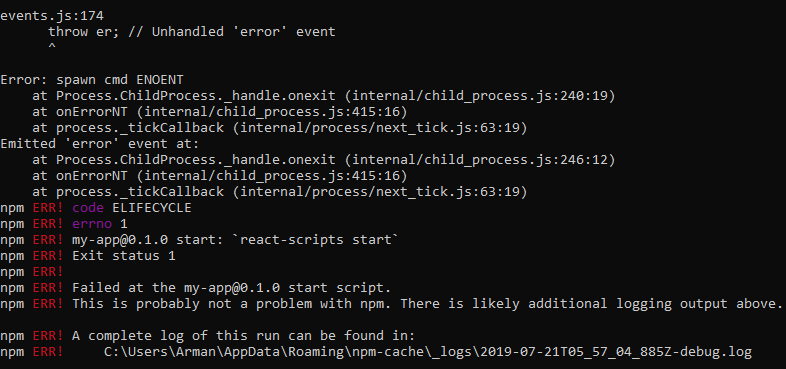 events.js:174
      throw er; // Unhandled 'error' event
      ^
Error: spawn cmd ENOENT
    at Process.ChildProcess._handle.onexit (internal/child_process.js:240:19)
    at onErrorNT (internal/child_process.js:415:16)
    at process._tickCallback (internal/process/next_tick.js:63:19)
Emitted 'error' event at:
    at Process.ChildProcess._handle.onexit (internal/child_process.js:246:12)
    at onErrorNT (internal/child_process.js:415:16)
    at process._tickCallback (internal/process/next_tick.js:63:19)
npm ERR! code ELIFECYCLE
npm ERR! errno 1
npm ERR! my-app@0.1.0 start: `react-scripts start`
npm ERR! Exit status 1
npm ERR!
npm ERR! Failed at the my-app@0.1.0 start script.
npm ERR! This is probably not a problem with npm. There is likely additional logging output above.
npm ERR! A complete log of this run can be found in:
npm ERR!     C:\Users\Arman\AppData\Roaming\npm-cache\_logs\2019-07-21T05_57_04_885Z-debug.log